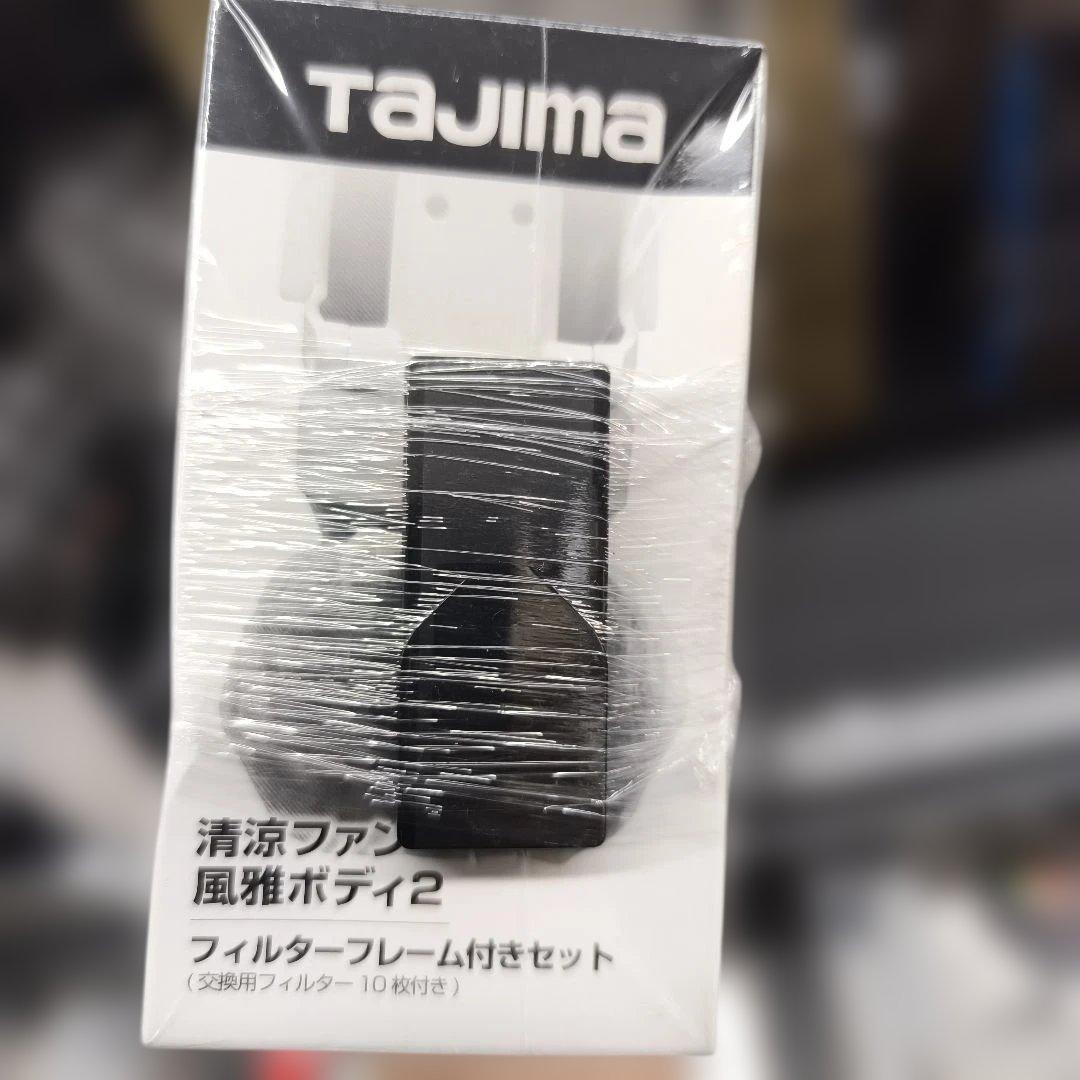 Tajima
清涼ファン
風雅ボディ2
フィルターフレーム付きセット
(交換用フィルター10枚付き)